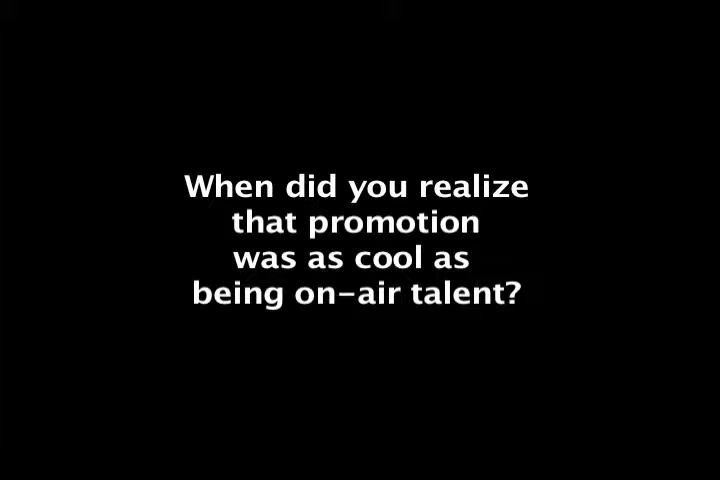 When did you realize
that promotion
was as cool as
being on-air talent?